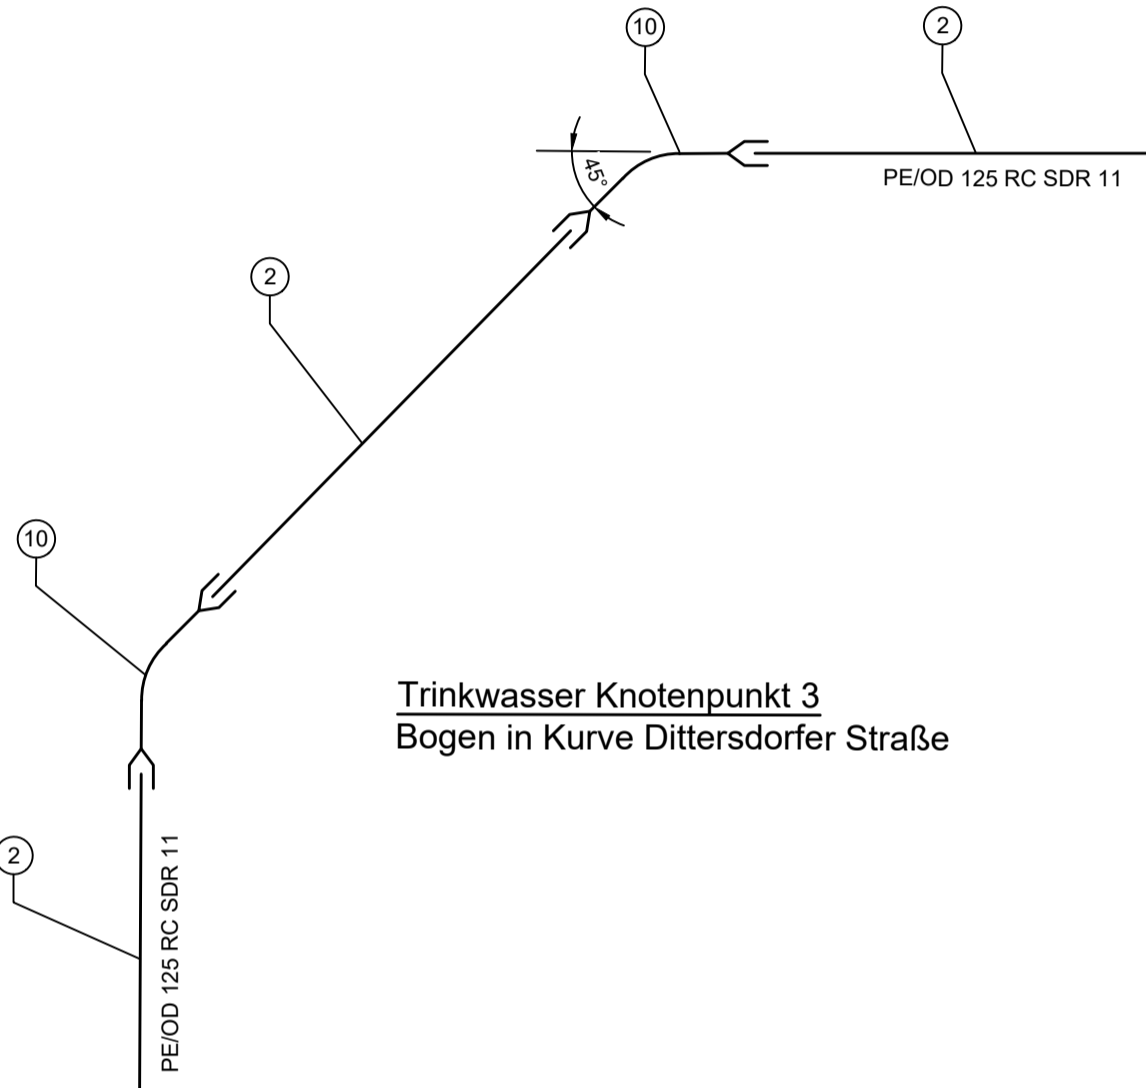 10
2
45°
PE/OD 125 RC SDR 11
2
10
Trinkwasser Knotenpunkt 3
Bogen in Kurve Dittersdorfer Straße
2
PE/OD 125 RC SDR 11